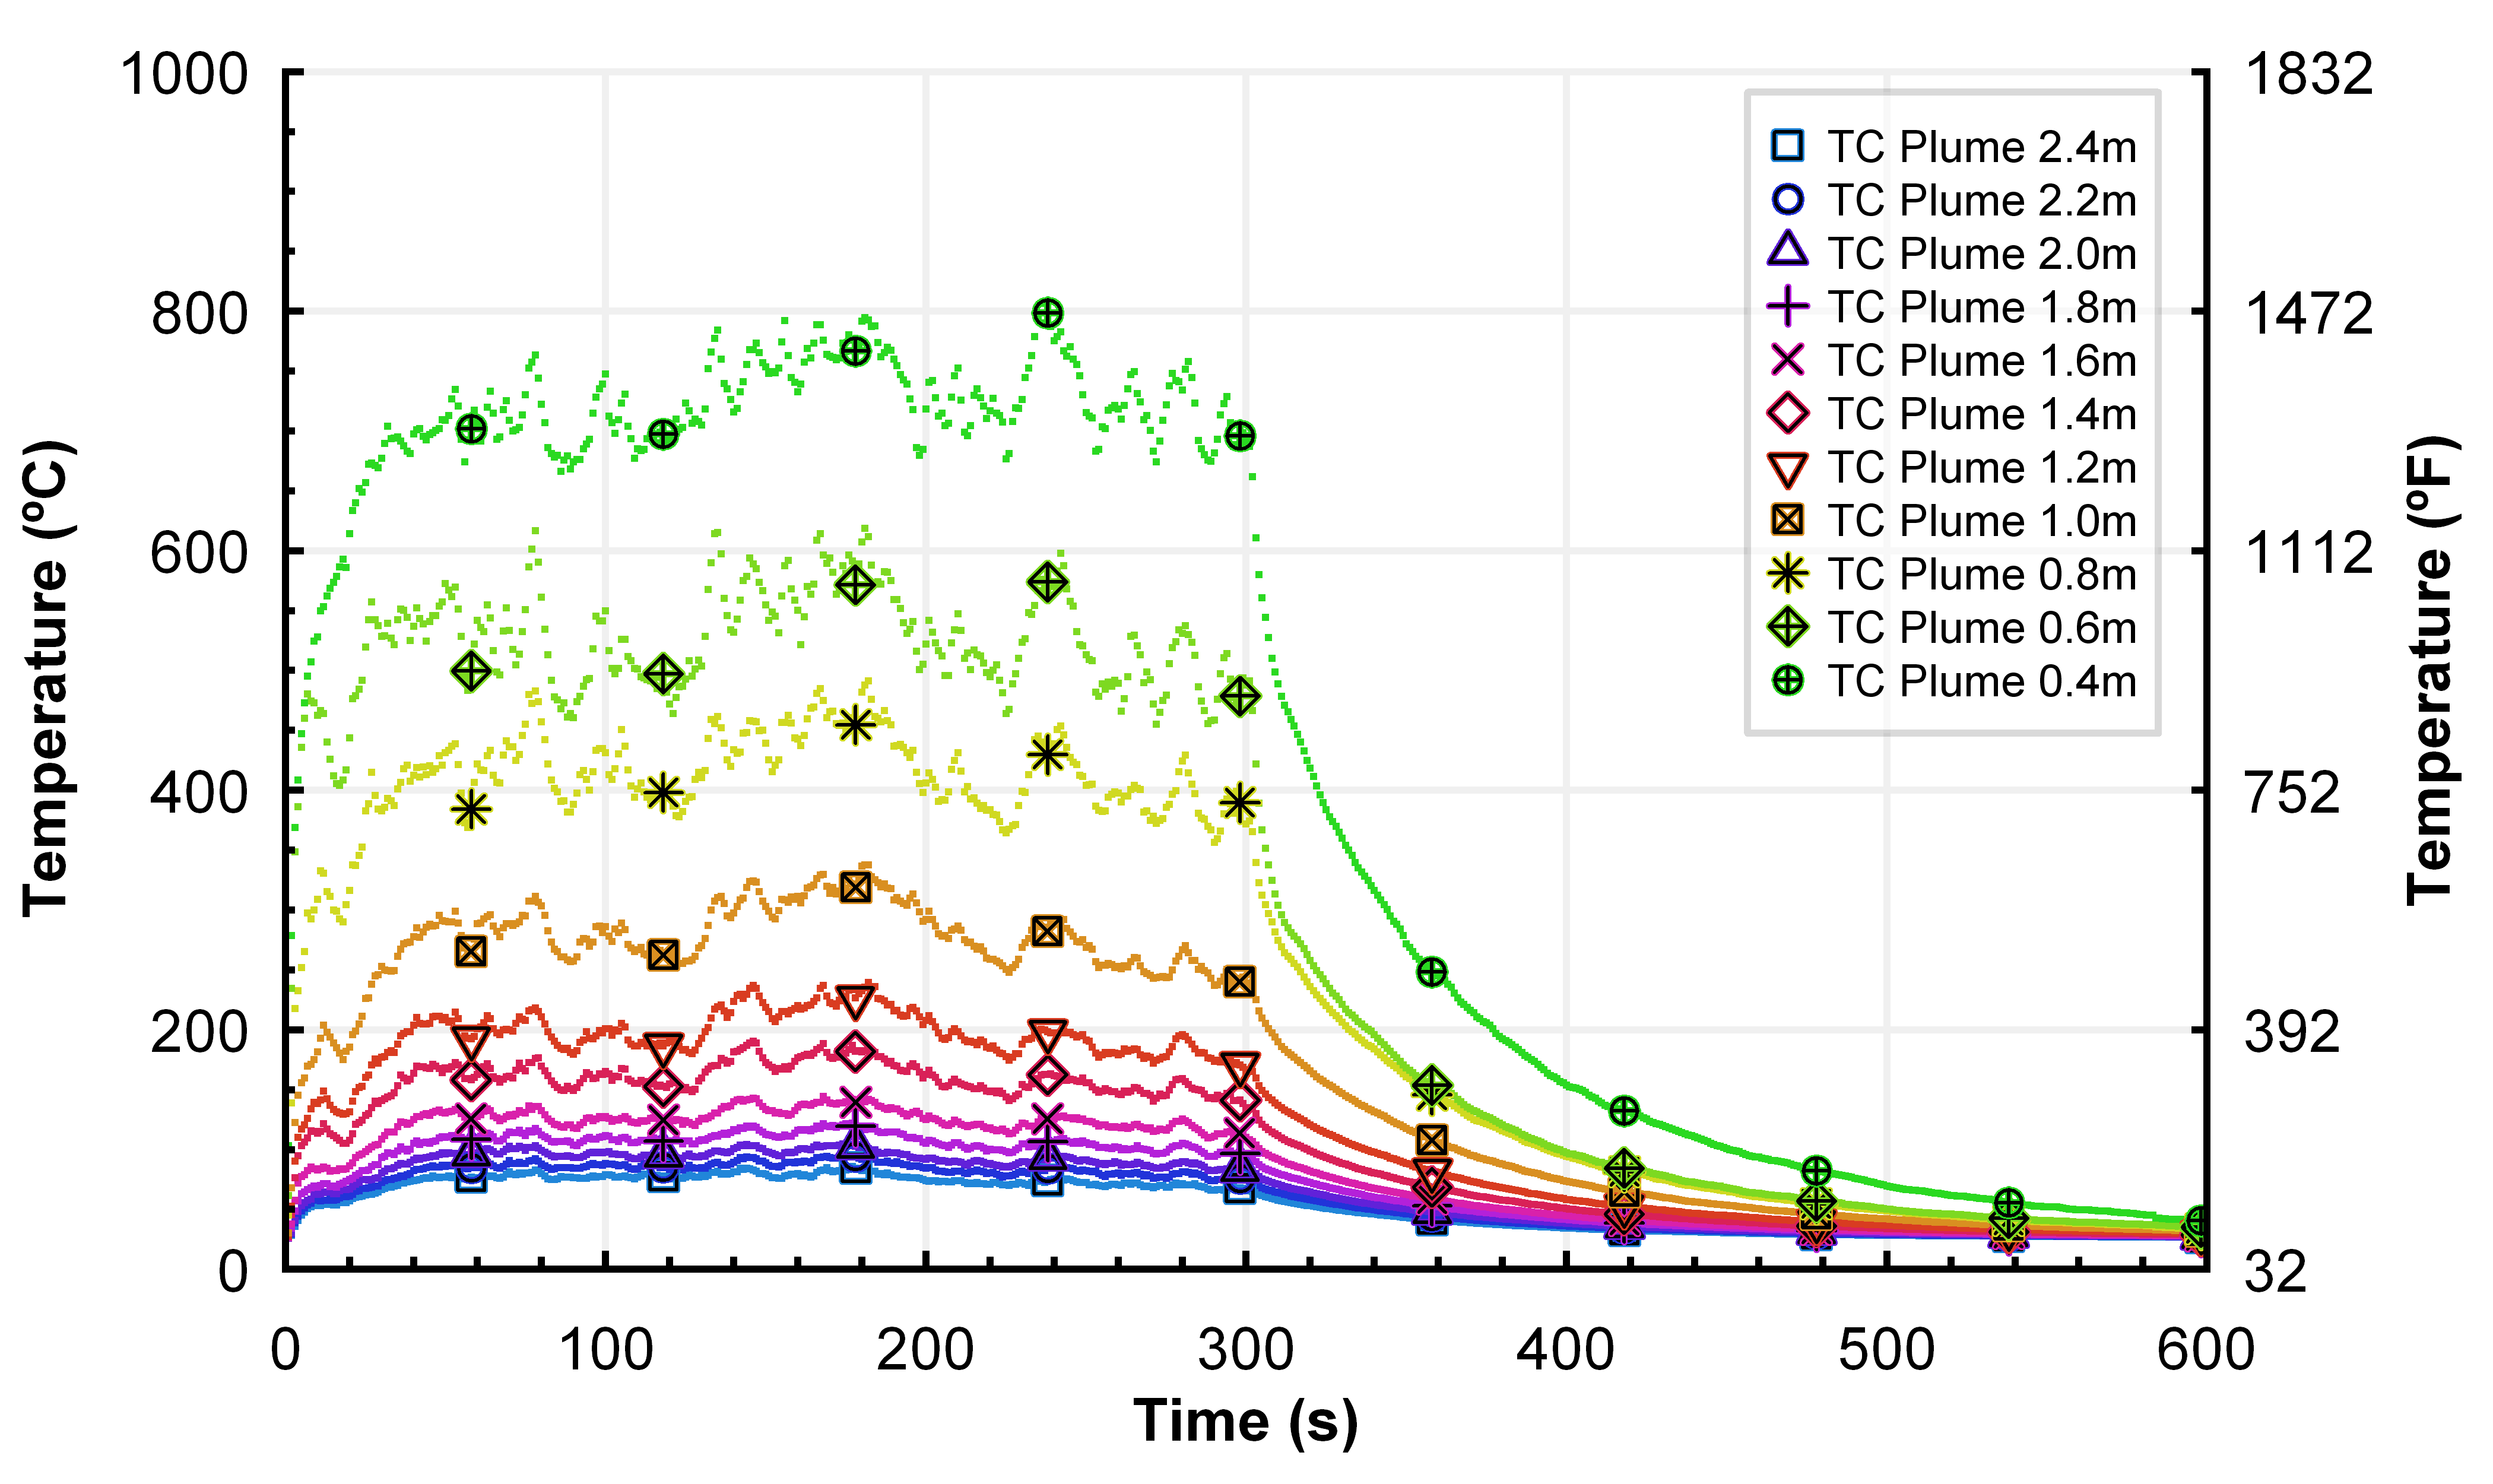 1000
800
600
400
200
0
Temperature (ºC)
1832
1472
1112
752
392
32
Temperature (ºF)
TC Plume 2.4m
TC Plume 2.2m
TC Plume 2.0m
TC Plume 1.8m
TC Plume 1.6m
TC Plume 1.4m
TC Plume 1.2m
TC Plume 1.0m
TC Plume 0.8m
TC Plume 0.6m
TC Plume 0.4m
0 100 200 300 400 500 600
Time (s)